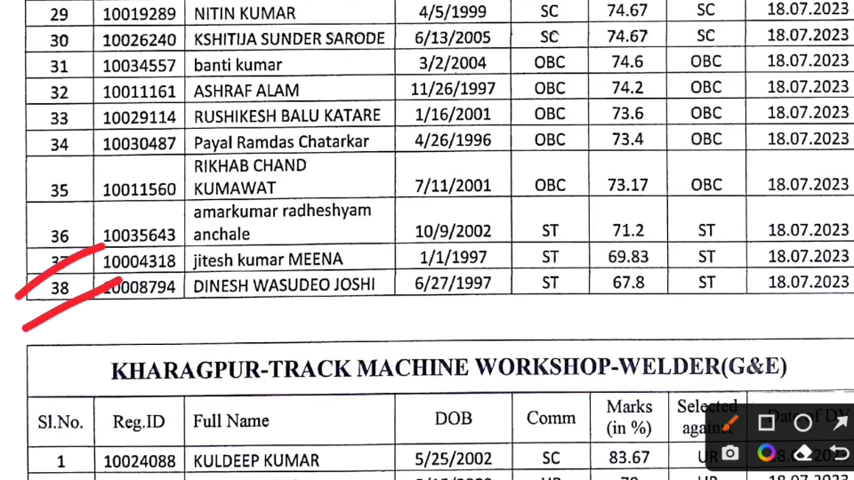 29 10019289 NITIN KUMAR 4/5/1999 SC 74.67 SC 18.07.2023
30 10026240 KSHITIJA SUNDER SARODE 6/13/2005 SC 74.67 SC 18.07.2023
31 10034557 banti kumar 3/2/2004 OBC 74.6 OBC 18.07.2023
32 10011161 ASHRAF ALAM 11/26/1997 OBC 74.2 OBC 18.07.2023
33 10029114 RUSHIKESH BALU KATARE 1/16/2001 OBC 73.6 OBC 18.07.2023
34 10030487 Payal Ramdas Chatarkar 4/26/1996 OBC 73.4 OBC 18.07.2023
RIKHAB CHAND
35 10011560 KUMAWAT 7/11/2001 OBC 73.17 OBC 18.07.2023
amarkumar radheshyam
36 10035643 anchale 10/9/2002 ST 71.2 ST 18.07.2023
37 10004318 jitesh kumar MEENA 1/1/1997 ST 69.83 ST 18.07.2023
38 10008794 DINESH WASUDEO JOSHI 6/27/1997 ST 67.8 ST 18.07.2023
KHARAGPUR-TRACK MACHINE WORKSHOP-WELDER(G&E)
Marks Selected
Sl.No. Reg.ID Full Name DOB Comm (in %) against Date of DV
1 10024088 KULDEEP KUMAR 5/25/2002 SC 83.67 UR